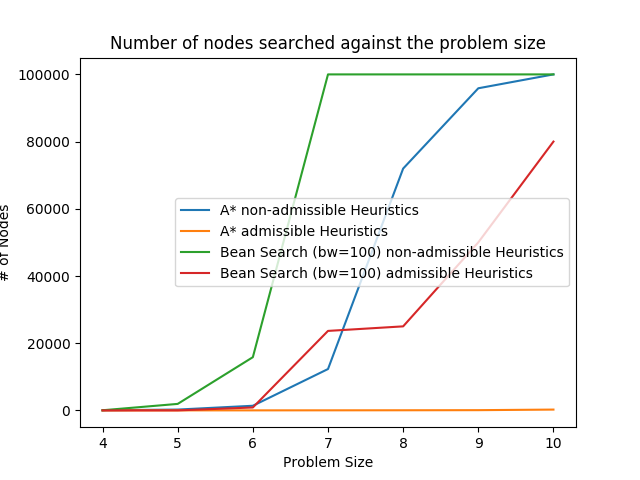 Number of nodes searched against the problem size
100000
80000
60000
40000
20000
0
# of Nodes
A* non-admissible Heuristics
A* admissible Heuristics
Bean Search (bw=100) non-admissible Heuristics
Bean Search (bw=100) admissible Heuristics
4 5 6 7 8 9 10
Problem Size